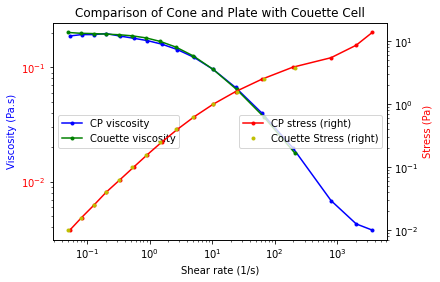 Comparison of Cone and Plate with Couette Cell
Viscosity (Pa.s)
10⁻¹
10⁻²
CP viscosity
Couette viscosity
CP stress (right)
Couette Stress (right)
10¹
10⁰
10⁻¹
10⁻²
Stress (Pa)
10⁻¹ 10⁰ 10¹ 10² 10³
Shear rate (1/s)